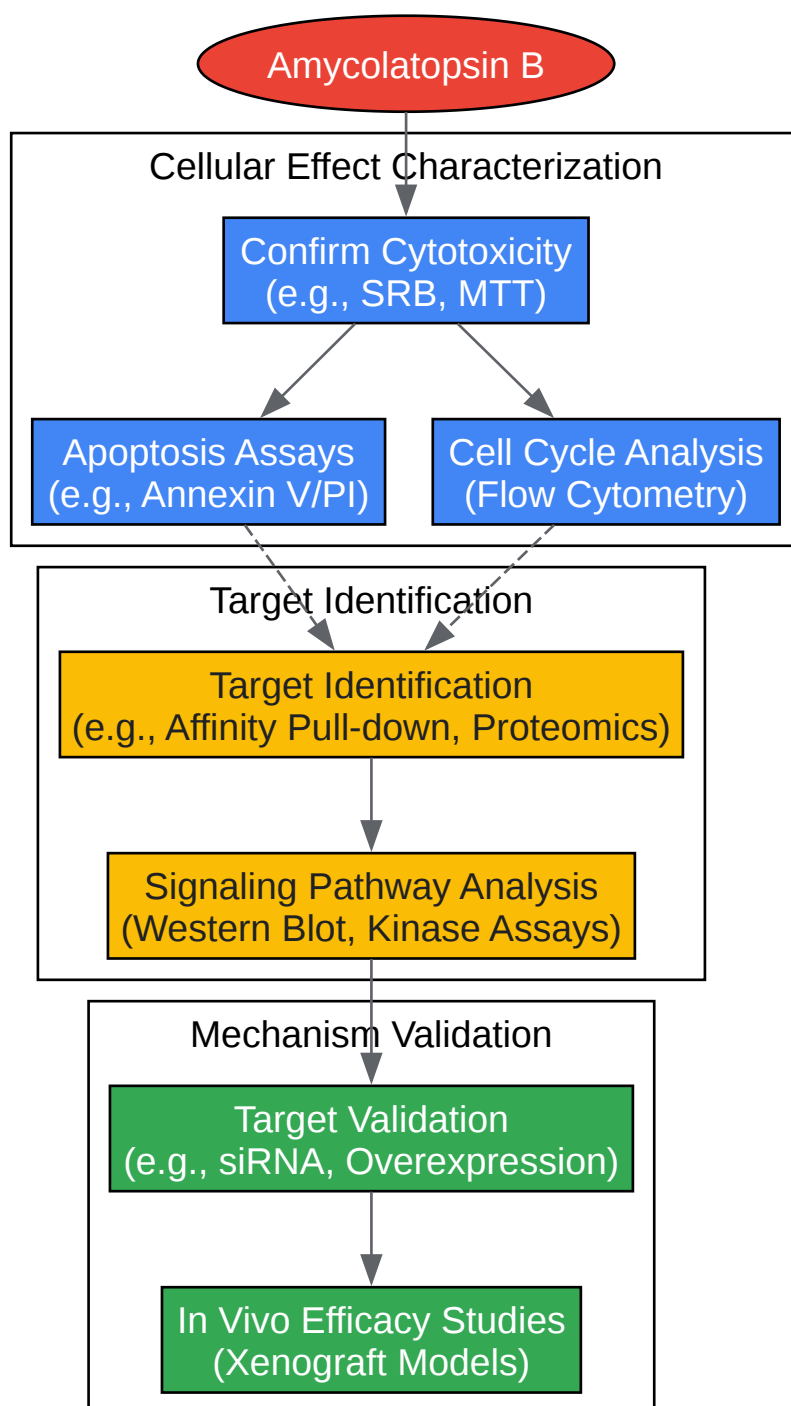 Amycolatopsin B
Cellular Effect Characterization
Confirm Cytotoxicity
(e.g., SRB, MTT)
Apoptosis Assays
(e.g., Annexin V/PI)
Cell Cycle Analysis
(Flow Cytometry)
Target Identification
Target Identification
(e.g., Affinity Pull-down, Proteomics)
Signaling Pathway Analysis
(Western Blot, Kinase Assays)
Mechanism Validation
Target Validation
(e.g., siRNA, Overexpression)
In Vivo Efficacy Studies
(Xenograft Models)